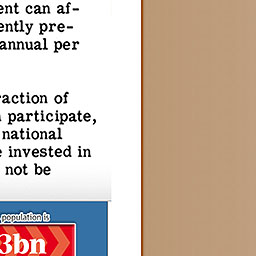 ent can af-
ently pre-
annual per
raction of
participate,
national
invested in
not be
population is
3bn